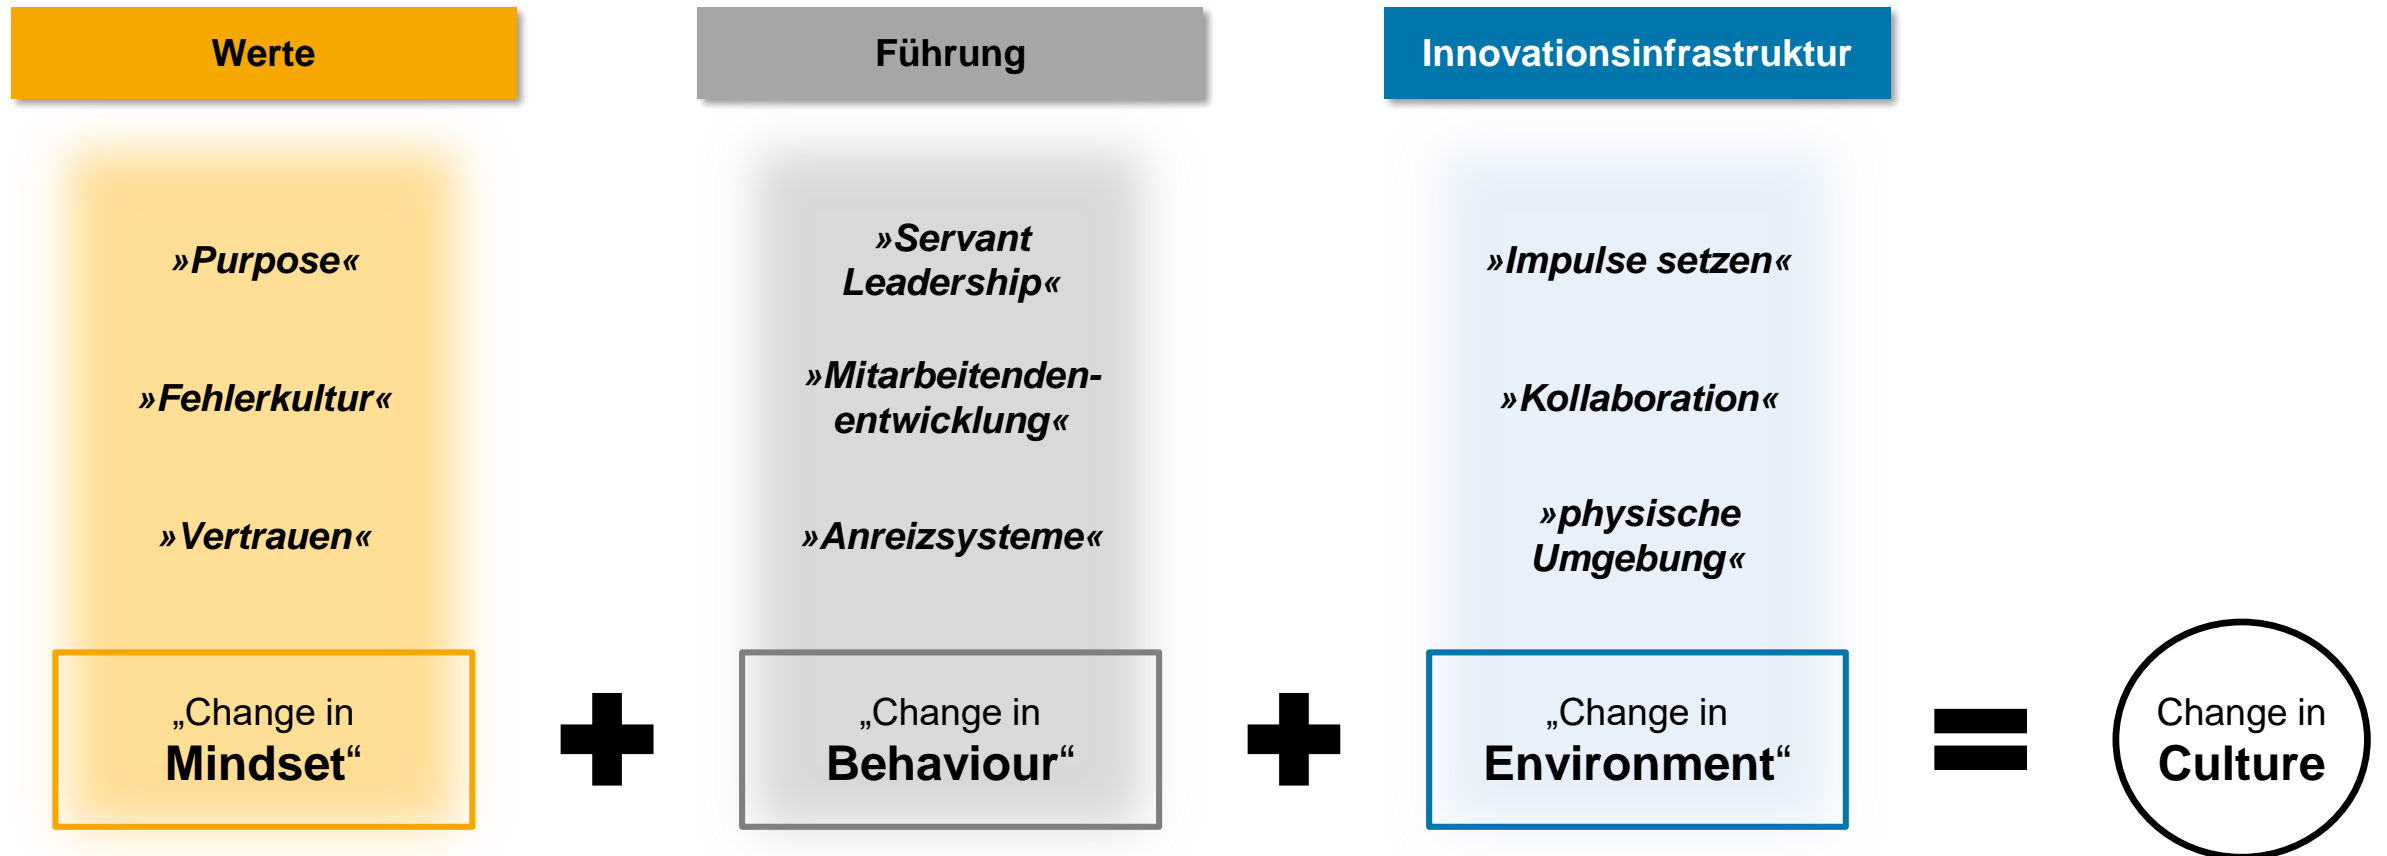 Werte
»Purpose«
»Fehlerkultur«
»Vertrauen«
„Change in
Mindset“
Führung
»Servant
Leadership«
»Mitarbeitenden-
entwicklung«
»Anreizsysteme«
„Change in
Behaviour“
Innovationsinfrastruktur
»Impulse setzen«
»Kollaboration«
»physische
Umgebung«
„Change in
Environment“
Change in
Culture